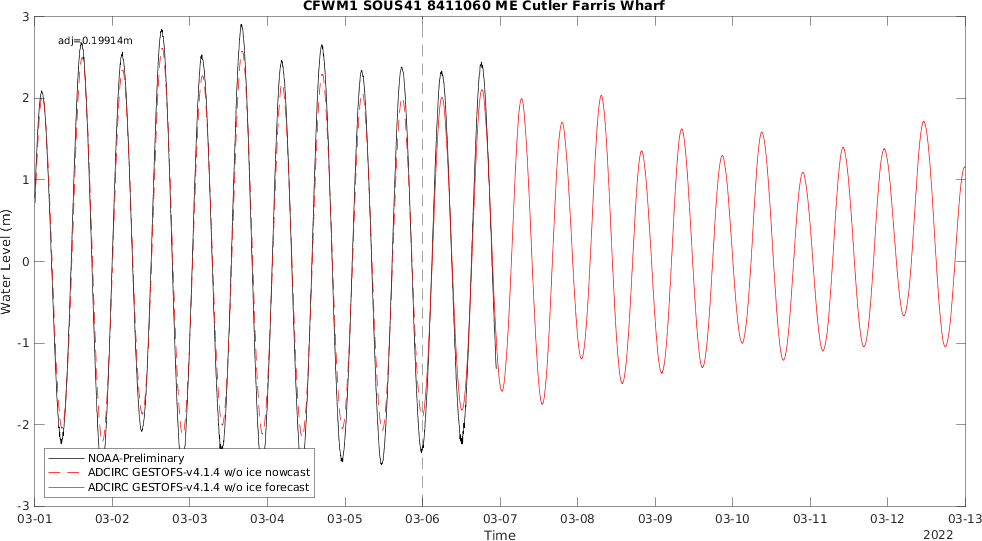 CFWM1 SOUS41 8411060 ME Cutler Farris Wharf
adj=0.19914m
3
2
1
0
-1
-2
-3
Water Level (m)
NOAA-Preliminary
ADCIRC GESTOFS-v4.1.4 w/o ice nowcast
ADCIRC GESTOFS-v4.1.4 w/o ice forecast
03-01 03-02 03-03 03-04 03-05 03-06 03-07 03-08 03-09 03-10 03-11 03-12 03-13
Time
2022